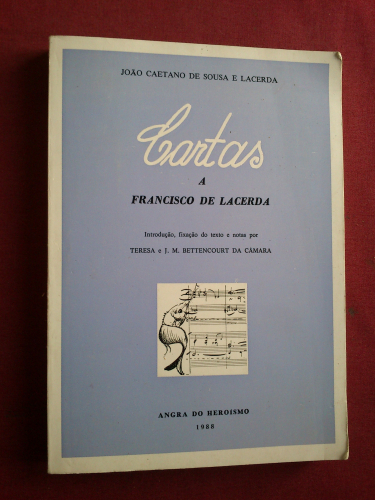 JOÃO CAETANO DE SOUSA E LACERDA
Cartas
A
FRANCISCO DE LACERDA
Introdução, fixação do texto e notas por
TERESA e J. M. BETTENCOURT DA CÂMARA
ANGRA DO HEROISMO
1988